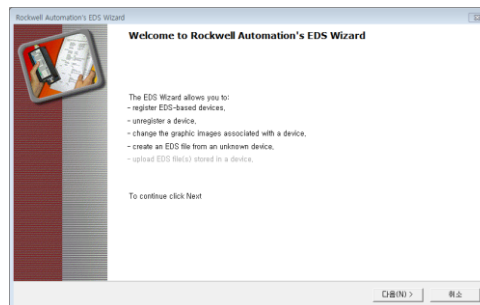 Rockwell Automation's EDS Wizard
Welcome to Rockwell Automation's EDS Wizard
The EDS Wizard allows you to:
- register EDS-based devices,
- unregister a device,
- change the graphic images associated with a device,
- create an EDS file from an unknown device,
- upload EDS file(s) stored in a device,
To continue click Next
다음(N) >
취소